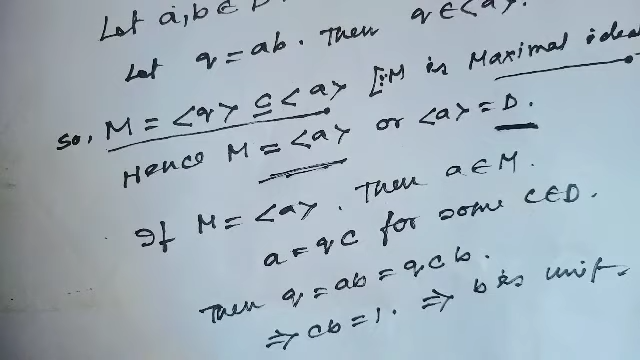 Let a, b ∈ D
Let q = ab. Then q ∈ <a>.
So, M = <q> ⊆ <a> [∵ M is Maximal ideal
Hence M = <a> or <a> = D.
If M = <a>. Then a ∈ M.
a = qc for some c ∈ D.
Then q = ab = qcb.
⇒ cb = 1. ⇒ b is unit.